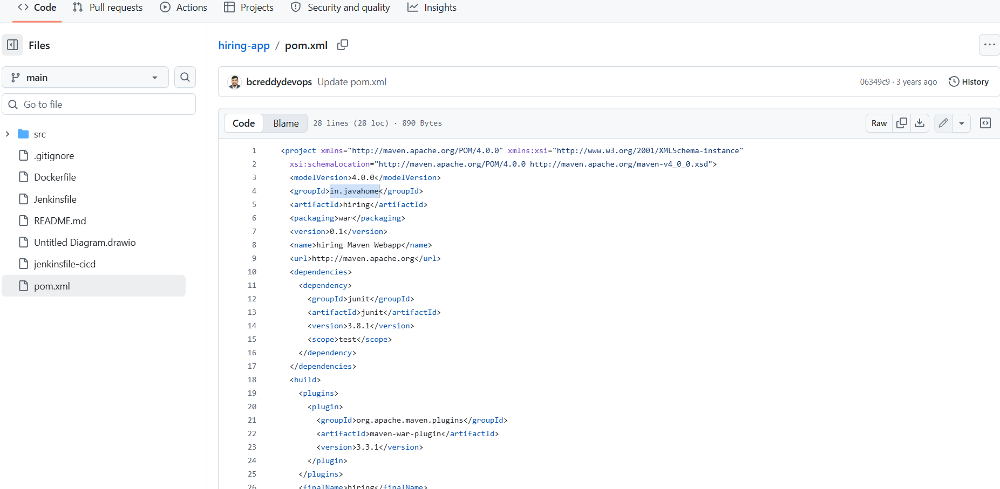 Code Pull requests Actions Projects Security and quality Insights
Files
main
Go to file
src
.gitignore
Dockerfile
Jenkinsfile
README.md
Untitled Diagram.drawio
jenkinsfile-cicd
pom.xml
hiring-app / pom.xml
bcreddydevops Update pom.xml
06349c9 · 3 years ago History
Code Blame 28 lines (28 loc) · 890 Bytes Raw
1 <project xmlns="http://maven.apache.org/POM/4.0.0" xmlns:xsi="http://www.w3.org/2001/XMLSchema-instance"
2 xsi:schemaLocation="http://maven.apache.org/POM/4.0.0 http://maven.apache.org/maven-v4_0_0.xsd">
3 <modelVersion>4.0.0</modelVersion>
4 <groupId>in.javahome</groupId>
5 <artifactId>hiring</artifactId>
6 <packaging>war</packaging>
7 <version>0.1</version>
8 <name>hiring Maven Webapp</name>
9 <url>http://maven.apache.org</url>
10 <dependencies>
11 <dependency>
12 <groupId>junit</groupId>
13 <artifactId>junit</artifactId>
14 <version>3.8.1</version>
15 <scope>test</scope>
16 </dependency>
17 </dependencies>
18 <build>
19 <plugins>
20 <plugin>
21 <groupId>org.apache.maven.plugins</groupId>
22 <artifactId>maven-war-plugin</artifactId>
23 <version>3.3.1</version>
24 </plugin>
25 </plugins>
26 <finalName>hiring</finalName>